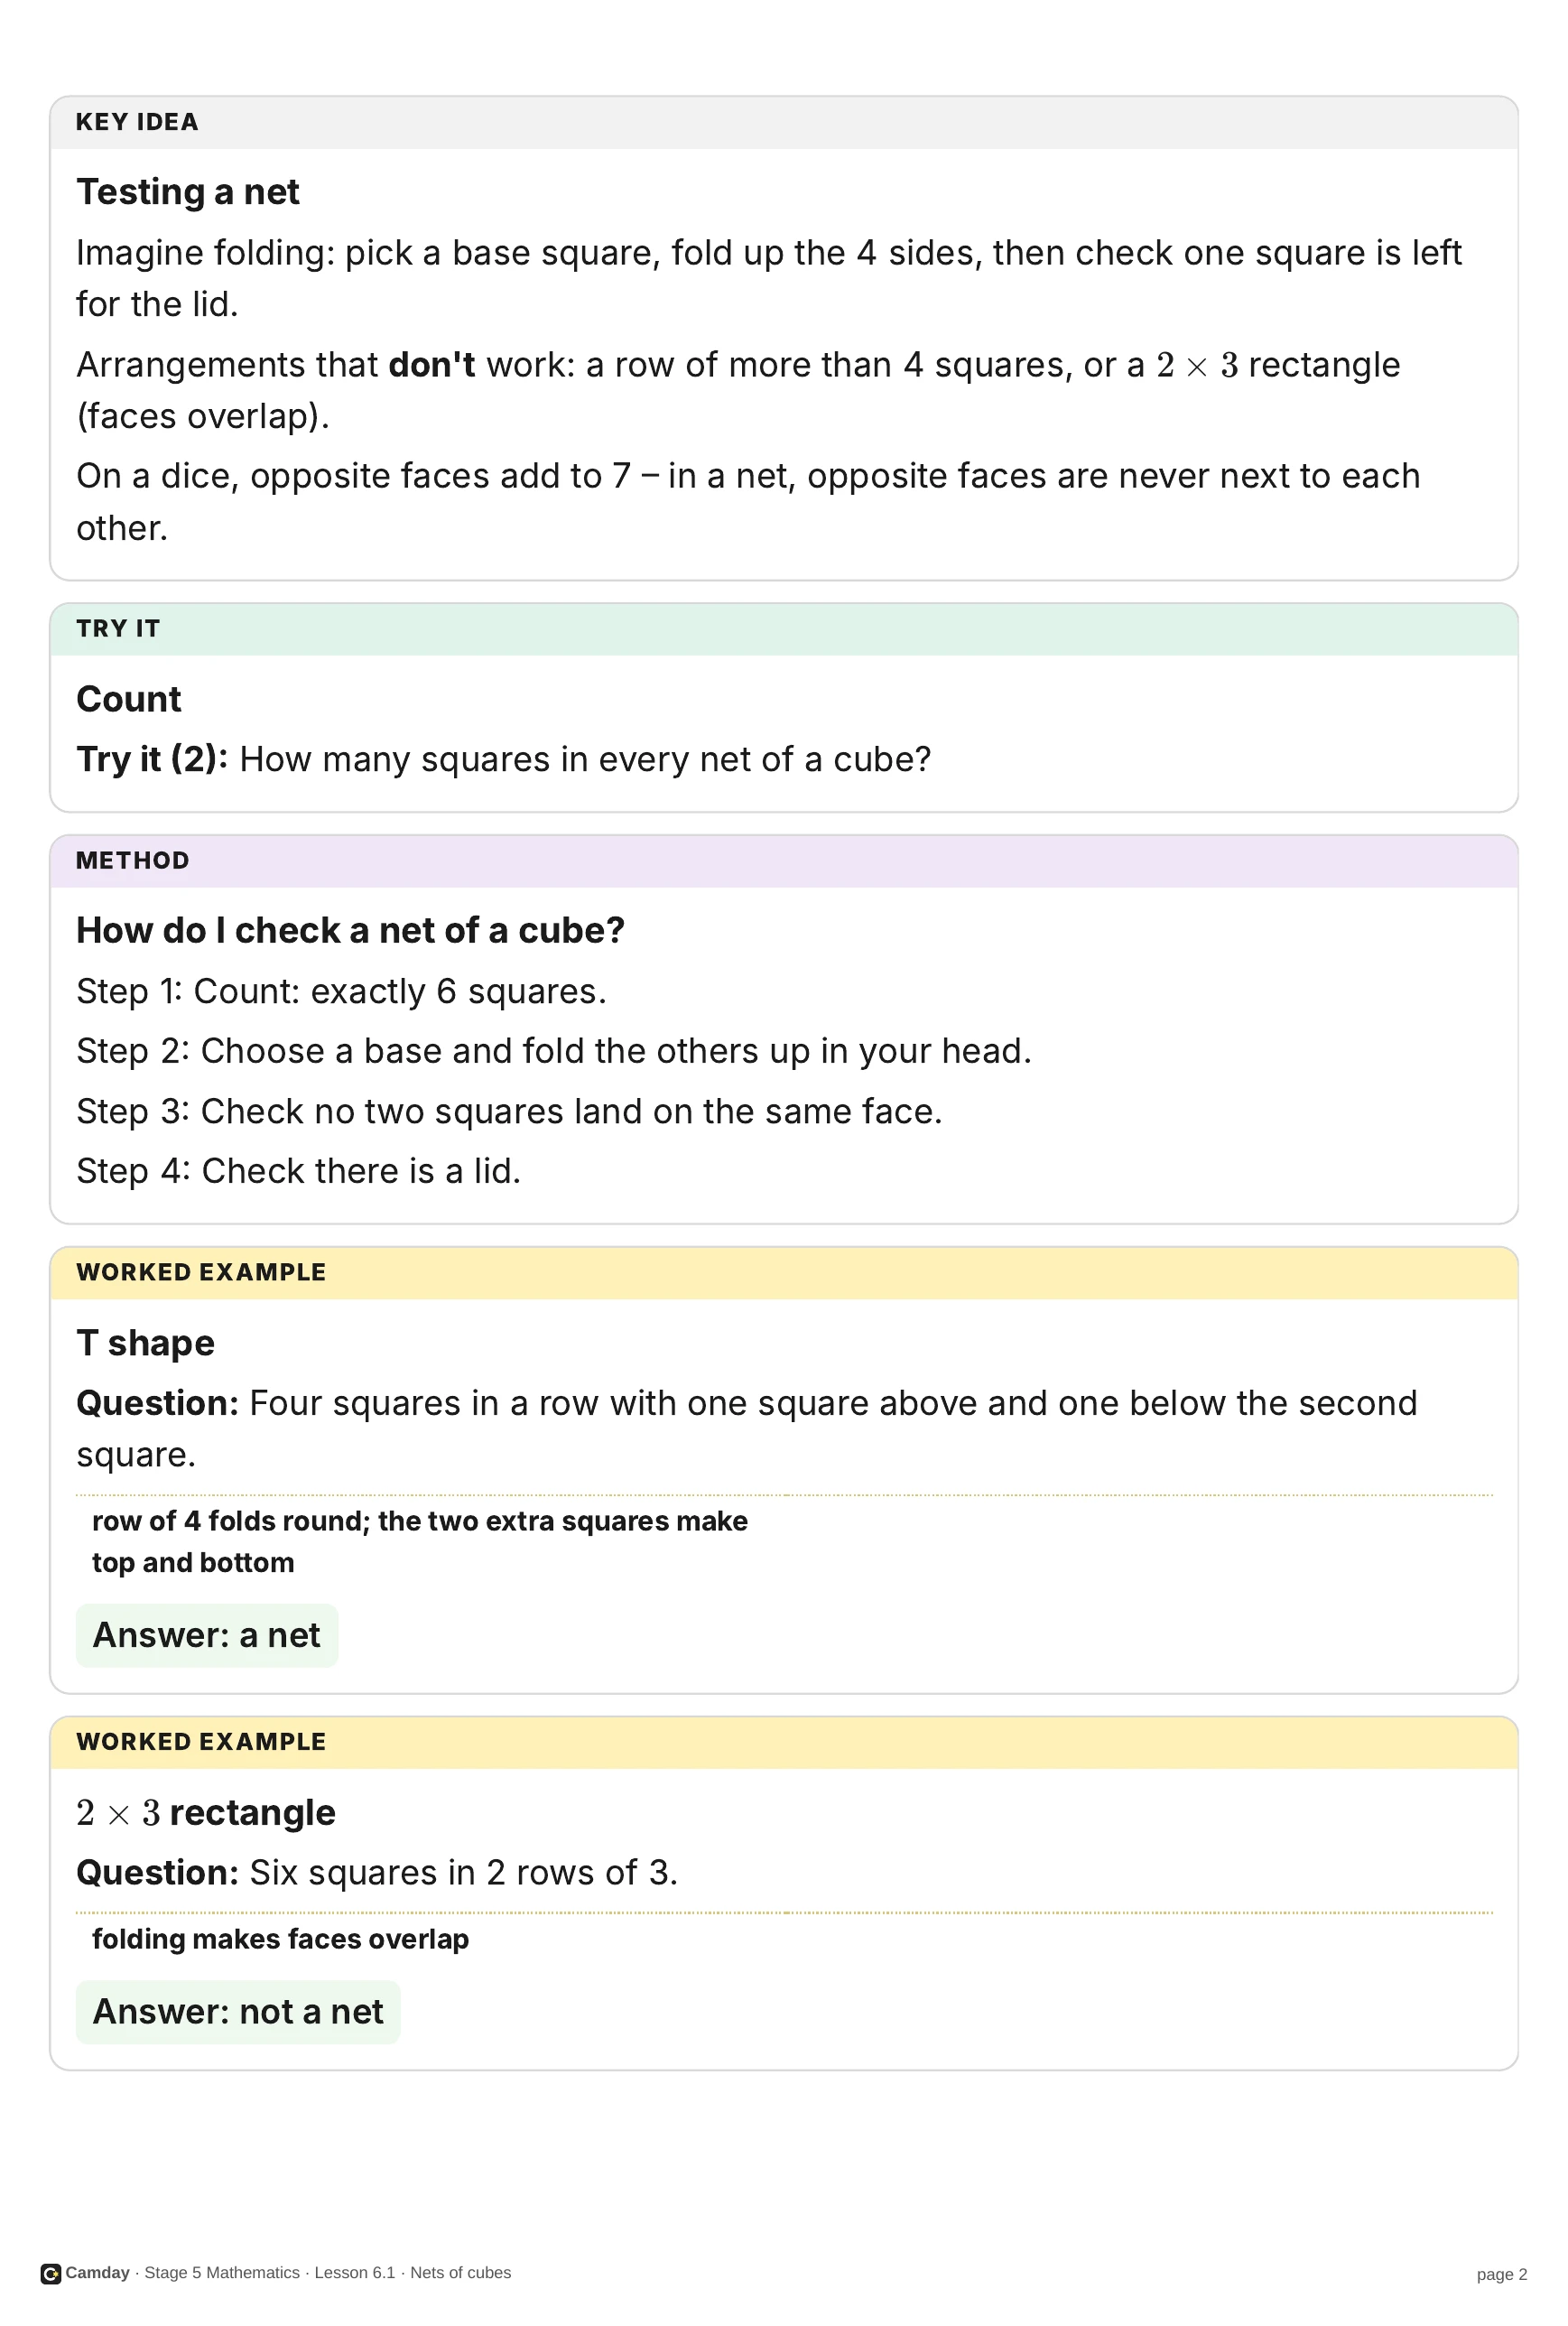 KEY IDEA
Testing a net
Imagine folding: pick a base square, fold up the 4 sides, then check one square is left
for the lid.
Arrangements that don't work: a row of more than 4 squares, or a 2 × 3 rectangle
(faces overlap).
On a dice, opposite faces add to 7 – in a net, opposite faces are never next to each
other.
TRY IT
Count
Try it (2): How many squares in every net of a cube?
METHOD
How do I check a net of a cube?
Step 1: Count: exactly 6 squares.
Step 2: Choose a base and fold the others up in your head.
Step 3: Check no two squares land on the same face.
Step 4: Check there is a lid.
WORKED EXAMPLE
T shape
Question: Four squares in a row with one square above and one below the second
square.
row of 4 folds round; the two extra squares make
top and bottom
Answer: a net
WORKED EXAMPLE
2 × 3 rectangle
Question: Six squares in 2 rows of 3.
folding makes faces overlap
Answer: not a net
Camday · Stage 5 Mathematics · Lesson 6.1 · Nets of cubes
page 2